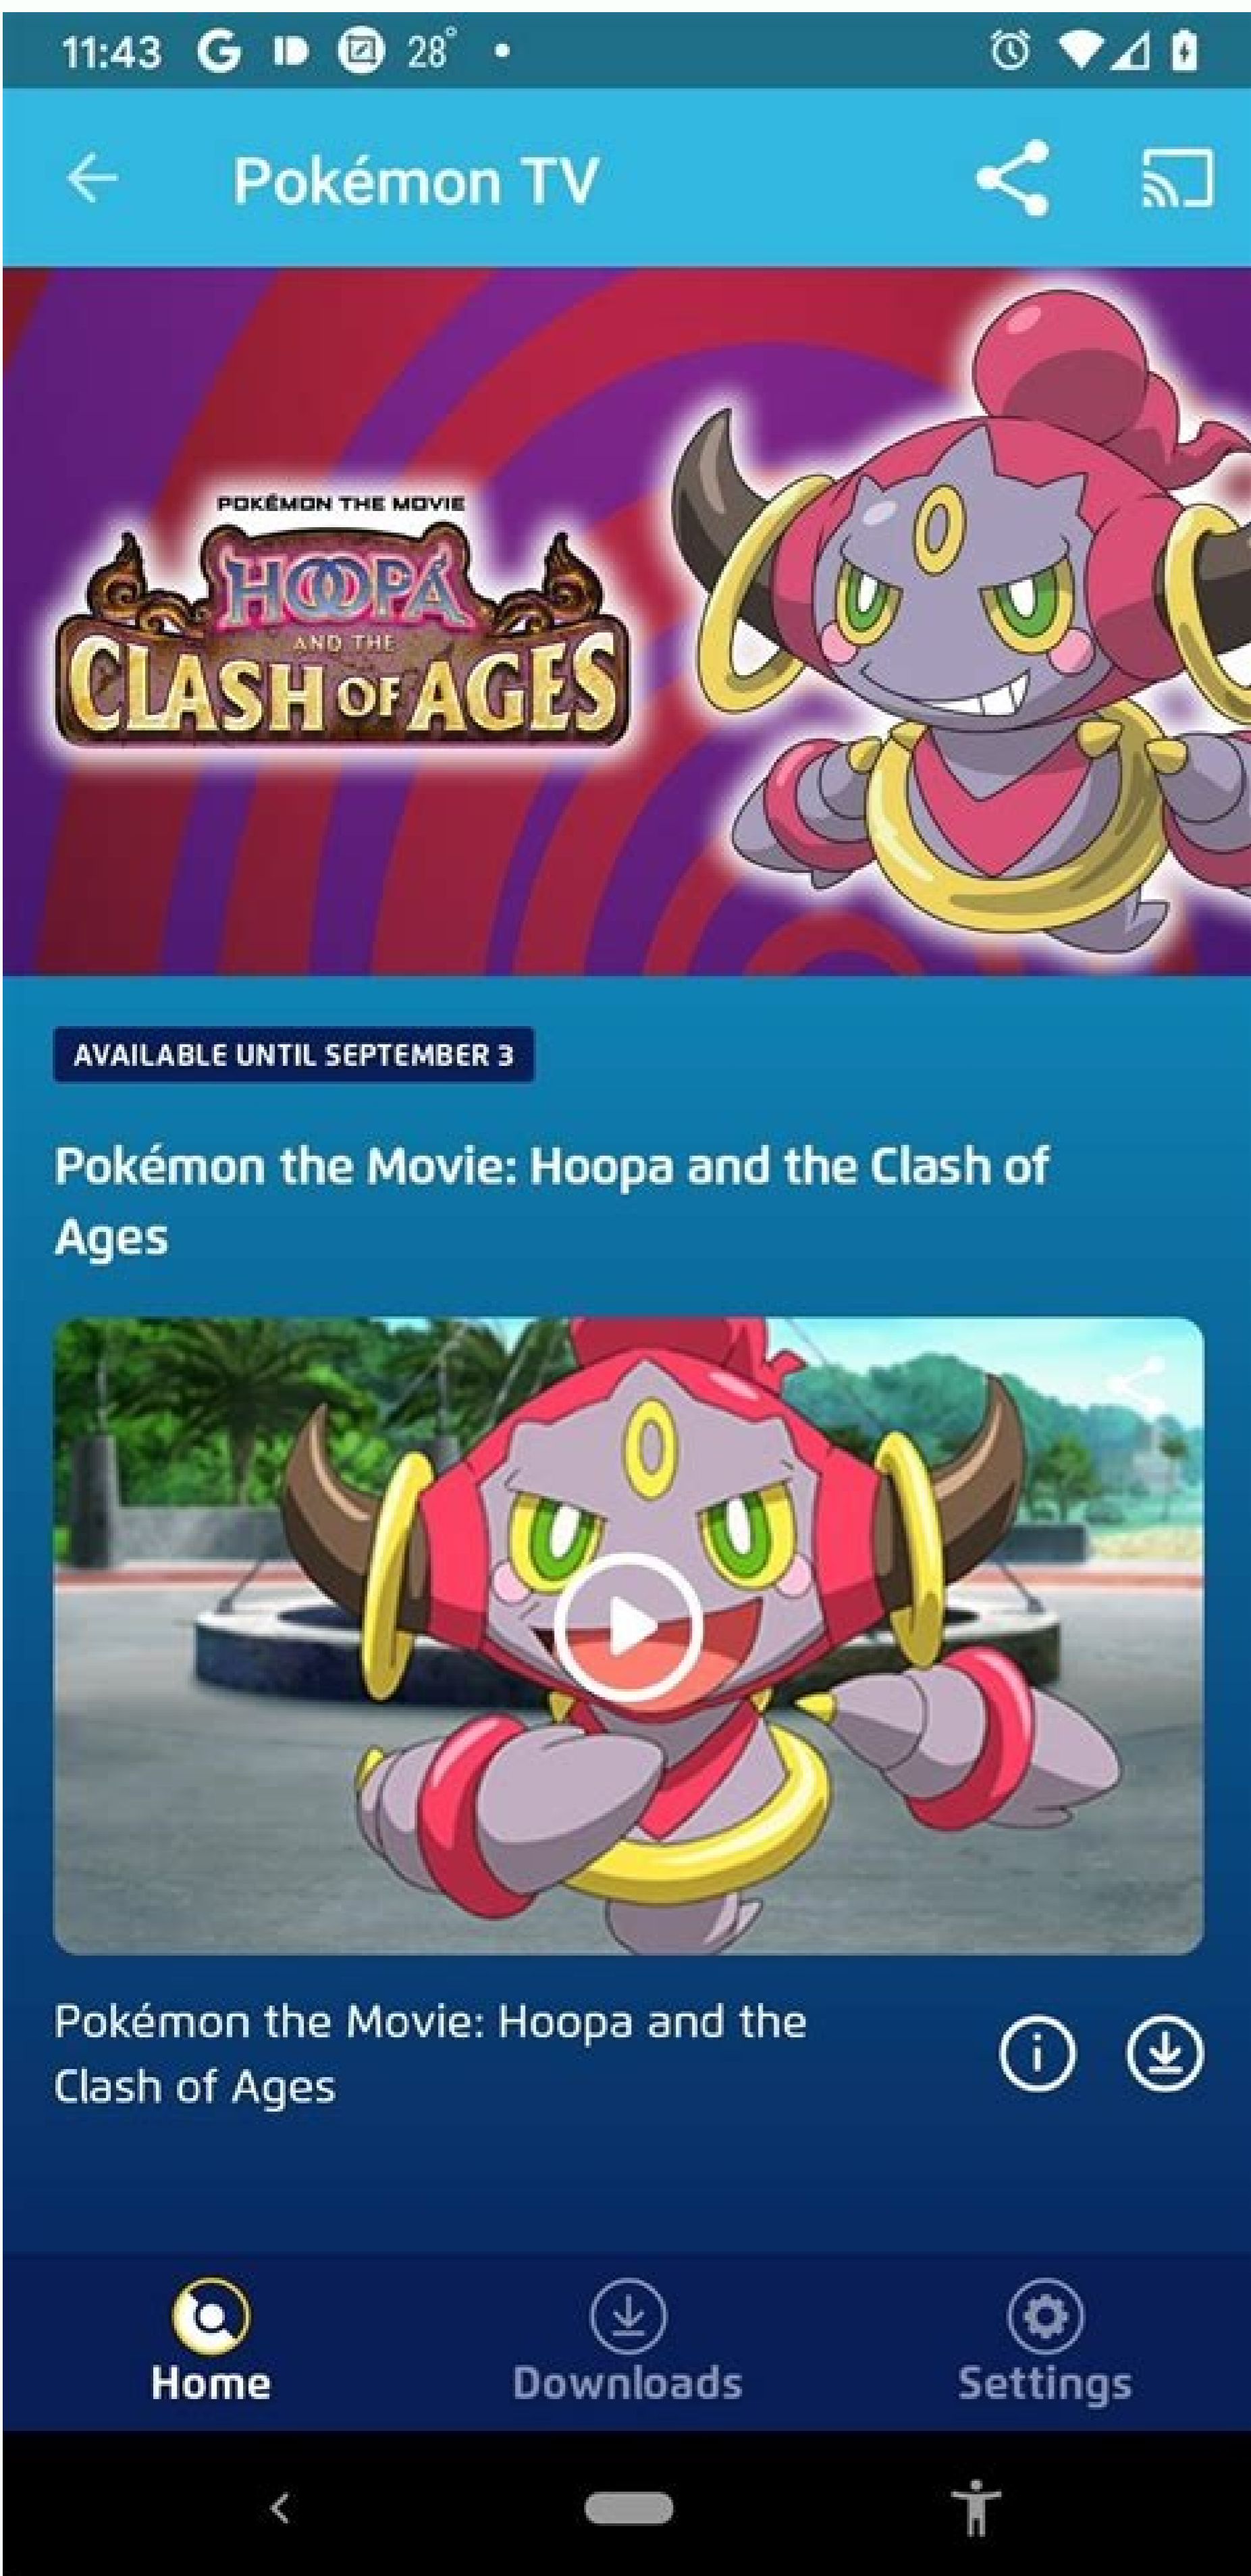 11:43 28°
Pokémon TV
POKÉMON THE MOVIE
HOOPA
AND THE
CLASH OF AGES
AVAILABLE UNTIL SEPTEMBER 3
Pokémon the Movie: Hoopa and the Clash of
Ages
Pokémon the Movie: Hoopa and the
Clash of Ages
Home Downloads Settings